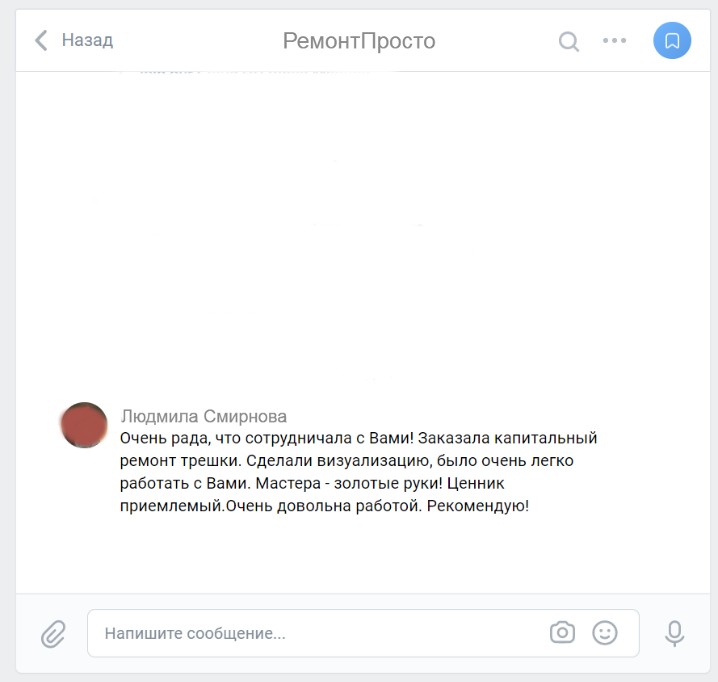 Назад
РемонтПросто
Людмила Смирнова
Очень рада, что сотрудничала с Вами! Заказала капитальный
ремонт трешки. Сделали визуализацию, было очень легко
работать с Вами. Мастера - золотые руки! Ценник
приемлемый.Очень довольна работой. Рекомендую!
Напишите сообщение...